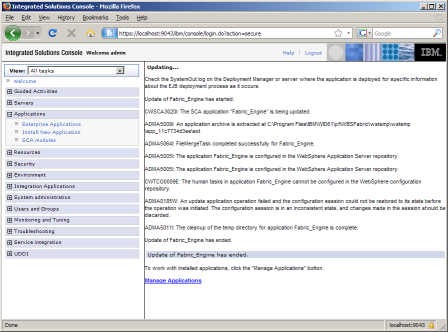 Integrated Solutions Console - Mozilla Firefox
File Edit View History Bookmarks Tools Help
https://localhost:9043/ibm/console/login.do?action=secure
Google
Integrated Solutions Console Welcome admin
Help | Logout
IBM.
View: All tasks
Welcome
Guided Activities
Servers
Applications
Enterprise Applications
Install New Application
SCA modules
Resources
Security
Environment
Integration Applications
System administration
Users and Groups
Monitoring and Tuning
Troubleshooting
Service integration
UDDI
Updating...
Check the SystemOut.log on the Deployment Manager or server where the application is deployed for specific information
about the EJB deployment process as it occurs.
Update of Fabric_Engine has started.
CWSCA3020I: The SCA application "Fabric_Engine" is being updated.
ADMA5009I: An application archive is extracted at
ADMA5064I: FileMergeTask completed successfully for Fabric_Engine.
ADMA5005I: The application Fabric_Engine is configured in the WebSphere Application Server repository.
ADMA5005I: The application Fabric_Engine is configured in the WebSphere Application Server repository.
CWTCO0009E: The human tasks in application Fabric_Engine cannot be configured in the WebSphere configuration
repository.
ADMA0185W: An update application operation failed and the configuration session could not be restored to its state before
the operation was initiated. The configuration session is in an inconsistent state, and changes made in the session should be
discarded.
ADMA5011I: The cleanup of the temp directory for application Fabric_Engine is complete.
Update of Fabric_Engine has ended.
Update of Fabric_Engine has ended.
To work with installed applications, click the "Manage Applications" button.
Manage Applications
Done
localhost:9043